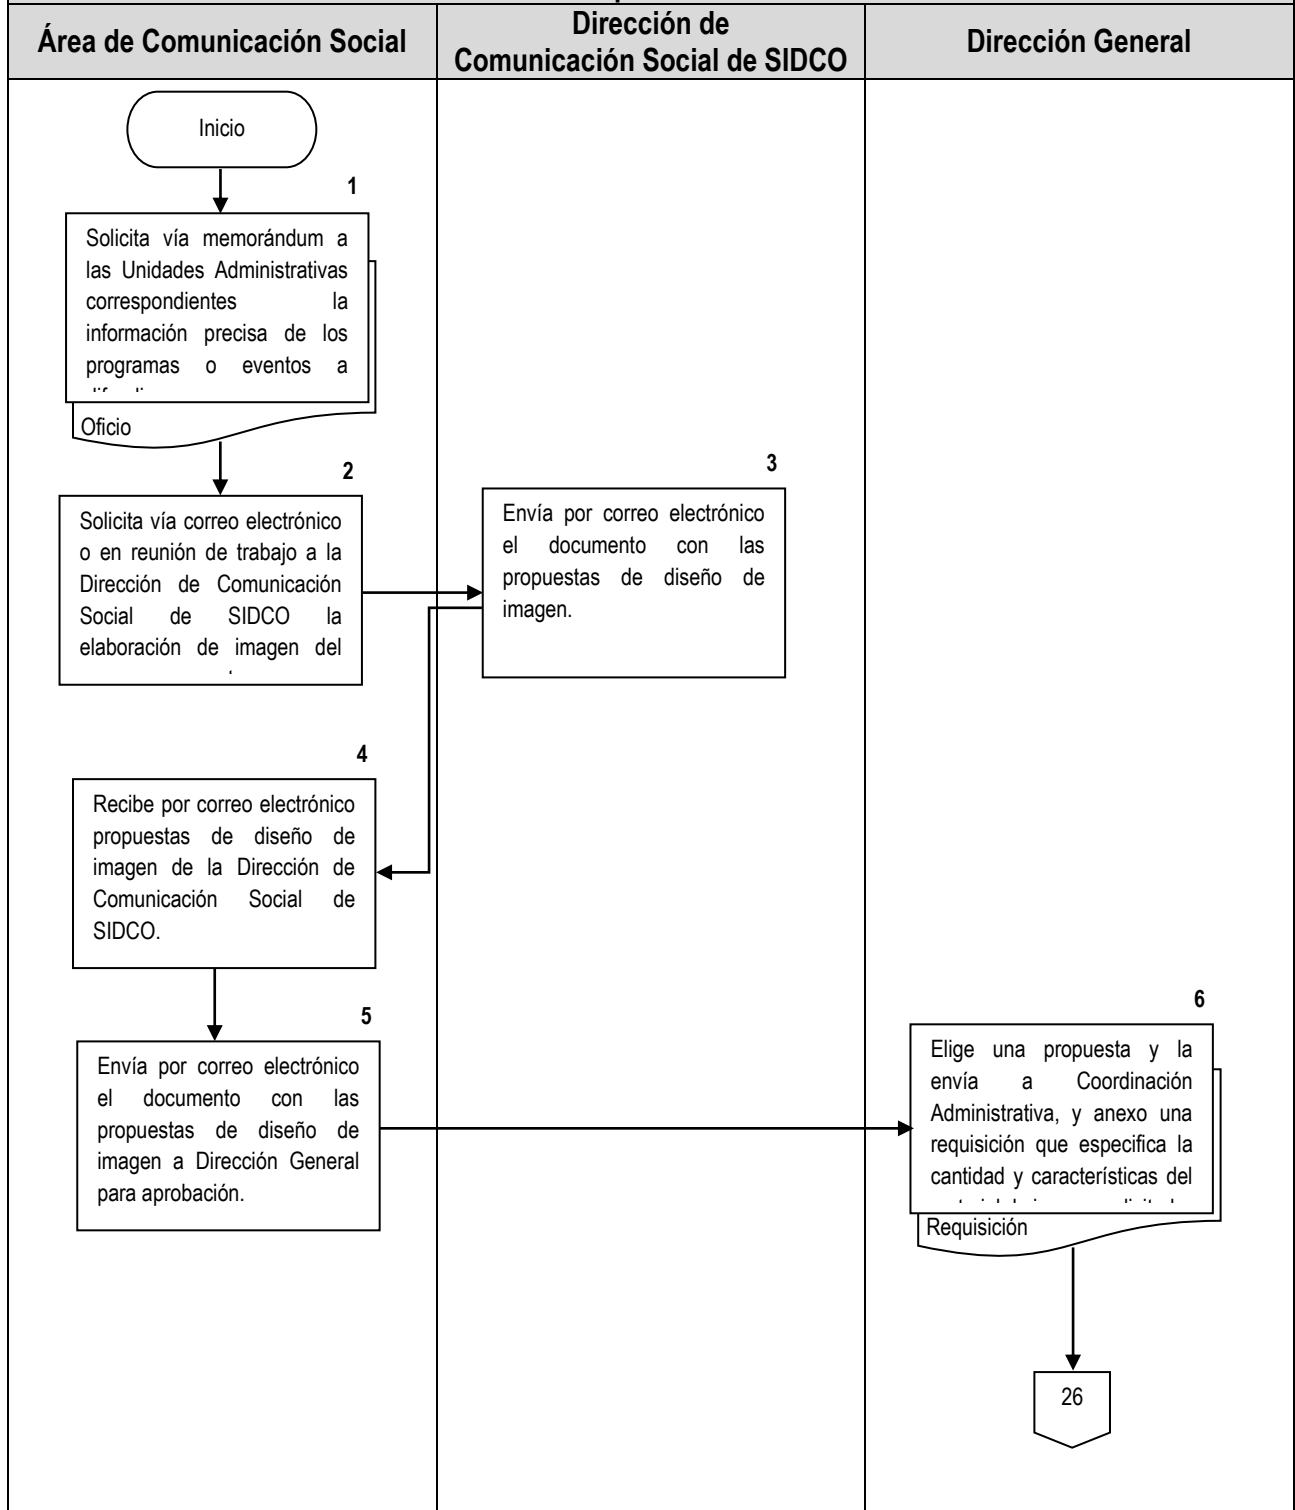 Área de Comunicación Social
Dirección de
Comunicación Social de SIDCO
Dirección General
Inicio
1
Solicita vía memorándum a
las Unidades Administrativas
correspondientes la
información precisa de los
programas o eventos a
Oficio
2
Solicita vía correo electrónico
o en reunión de trabajo a la
Dirección de Comunicación
Social de SIDCO la
elaboración de imagen del
3
Envía por correo electrónico
el documento con las
propuestas de diseño de
imagen.
4
Recibe por correo electrónico
propuestas de diseño de
imagen de la Dirección de
Comunicación Social de
SIDCO.
5
Envía por correo electrónico
el documento con las
propuestas de diseño de
imagen a Dirección General
para aprobación.
6
Elige una propuesta y la
envía a Coordinación
Administrativa, y anexo una
requisición que especifica la
cantidad y características del
Requisición
26